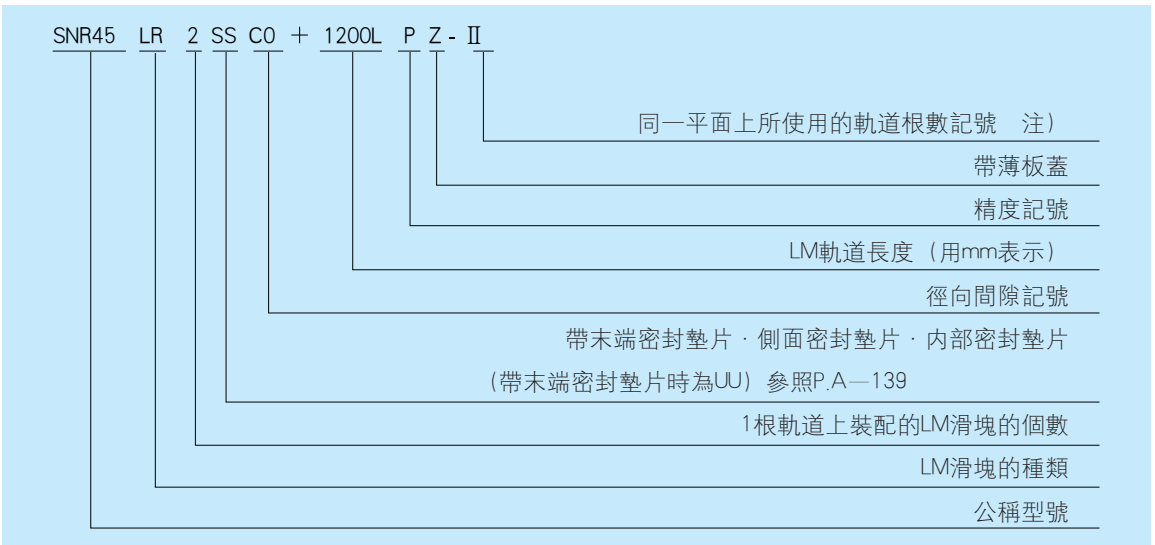 SNR45 LR 2 SS C0 + 1200L P Z - Ⅱ
同一平面上所使用的軌道根數記號 注)
帶薄板蓋
精度記號
LM軌道長度 (用mm表示)
徑向間隙記號
帶末端密封墊片·側面密封墊片·内部密封墊片
(帶末端密封墊片時為UU) 參照P.A—139
1根軌道上裝配的LM滑塊的個數
LM滑塊的種類
公稱型號